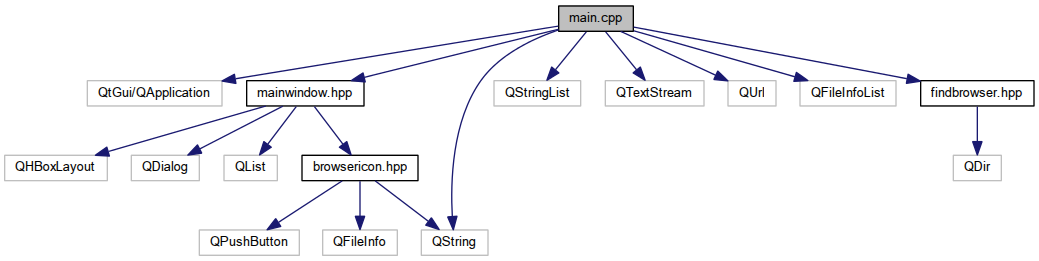 main.cpp
QtGui/QApplication
mainwindow.hpp
QStringList
QTextStream
QUrl
QFileInfoList
findbrowser.hpp
QHBoxLayout
QDialog
QList
browsericon.hpp
QDir
QPushButton
QFileInfo
QString